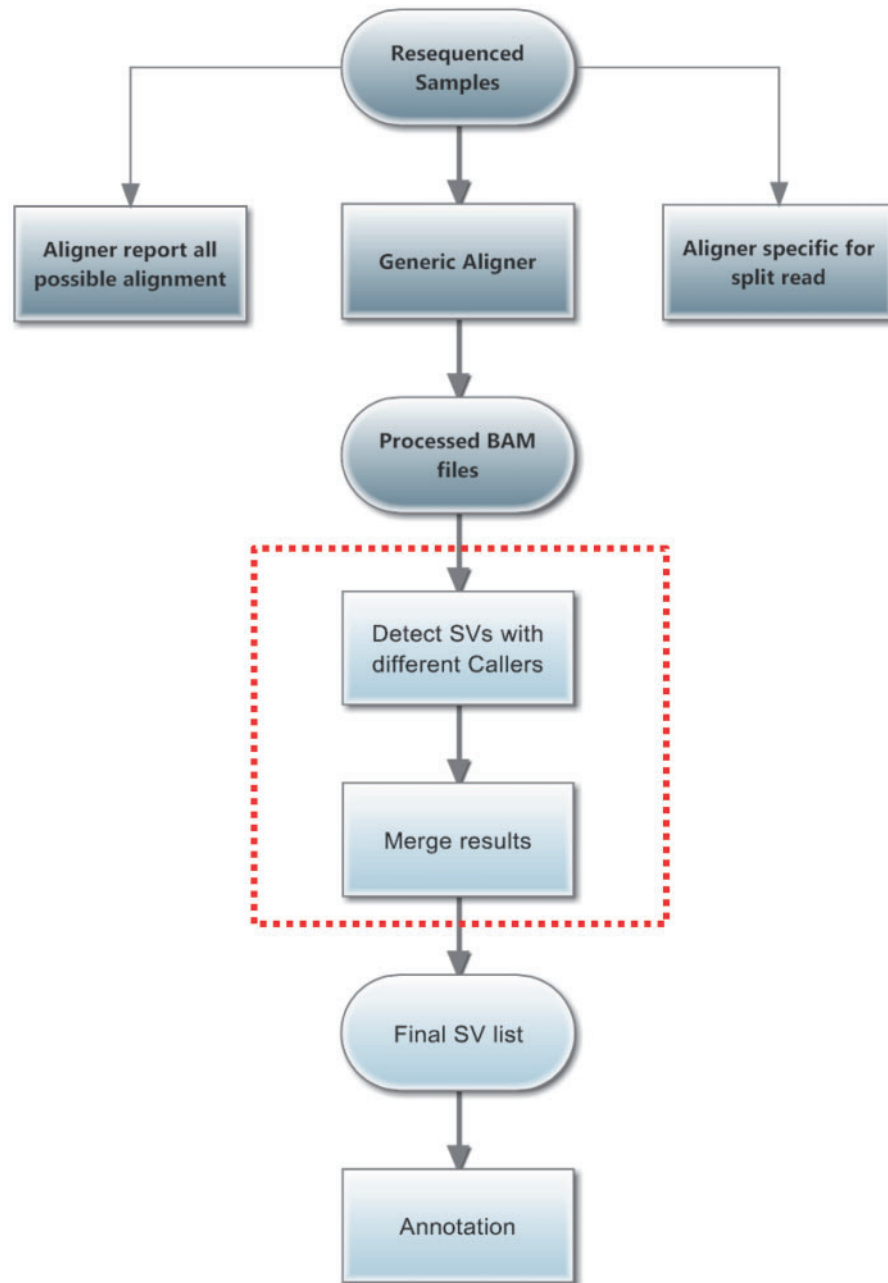 Resequenced
Samples
Aligner report all
possible alignment
Generic Aligner
Aligner specific for
split read
Processed BAM
files
Detect SVs with
different Callers
Merge results
Final SV list
Annotation